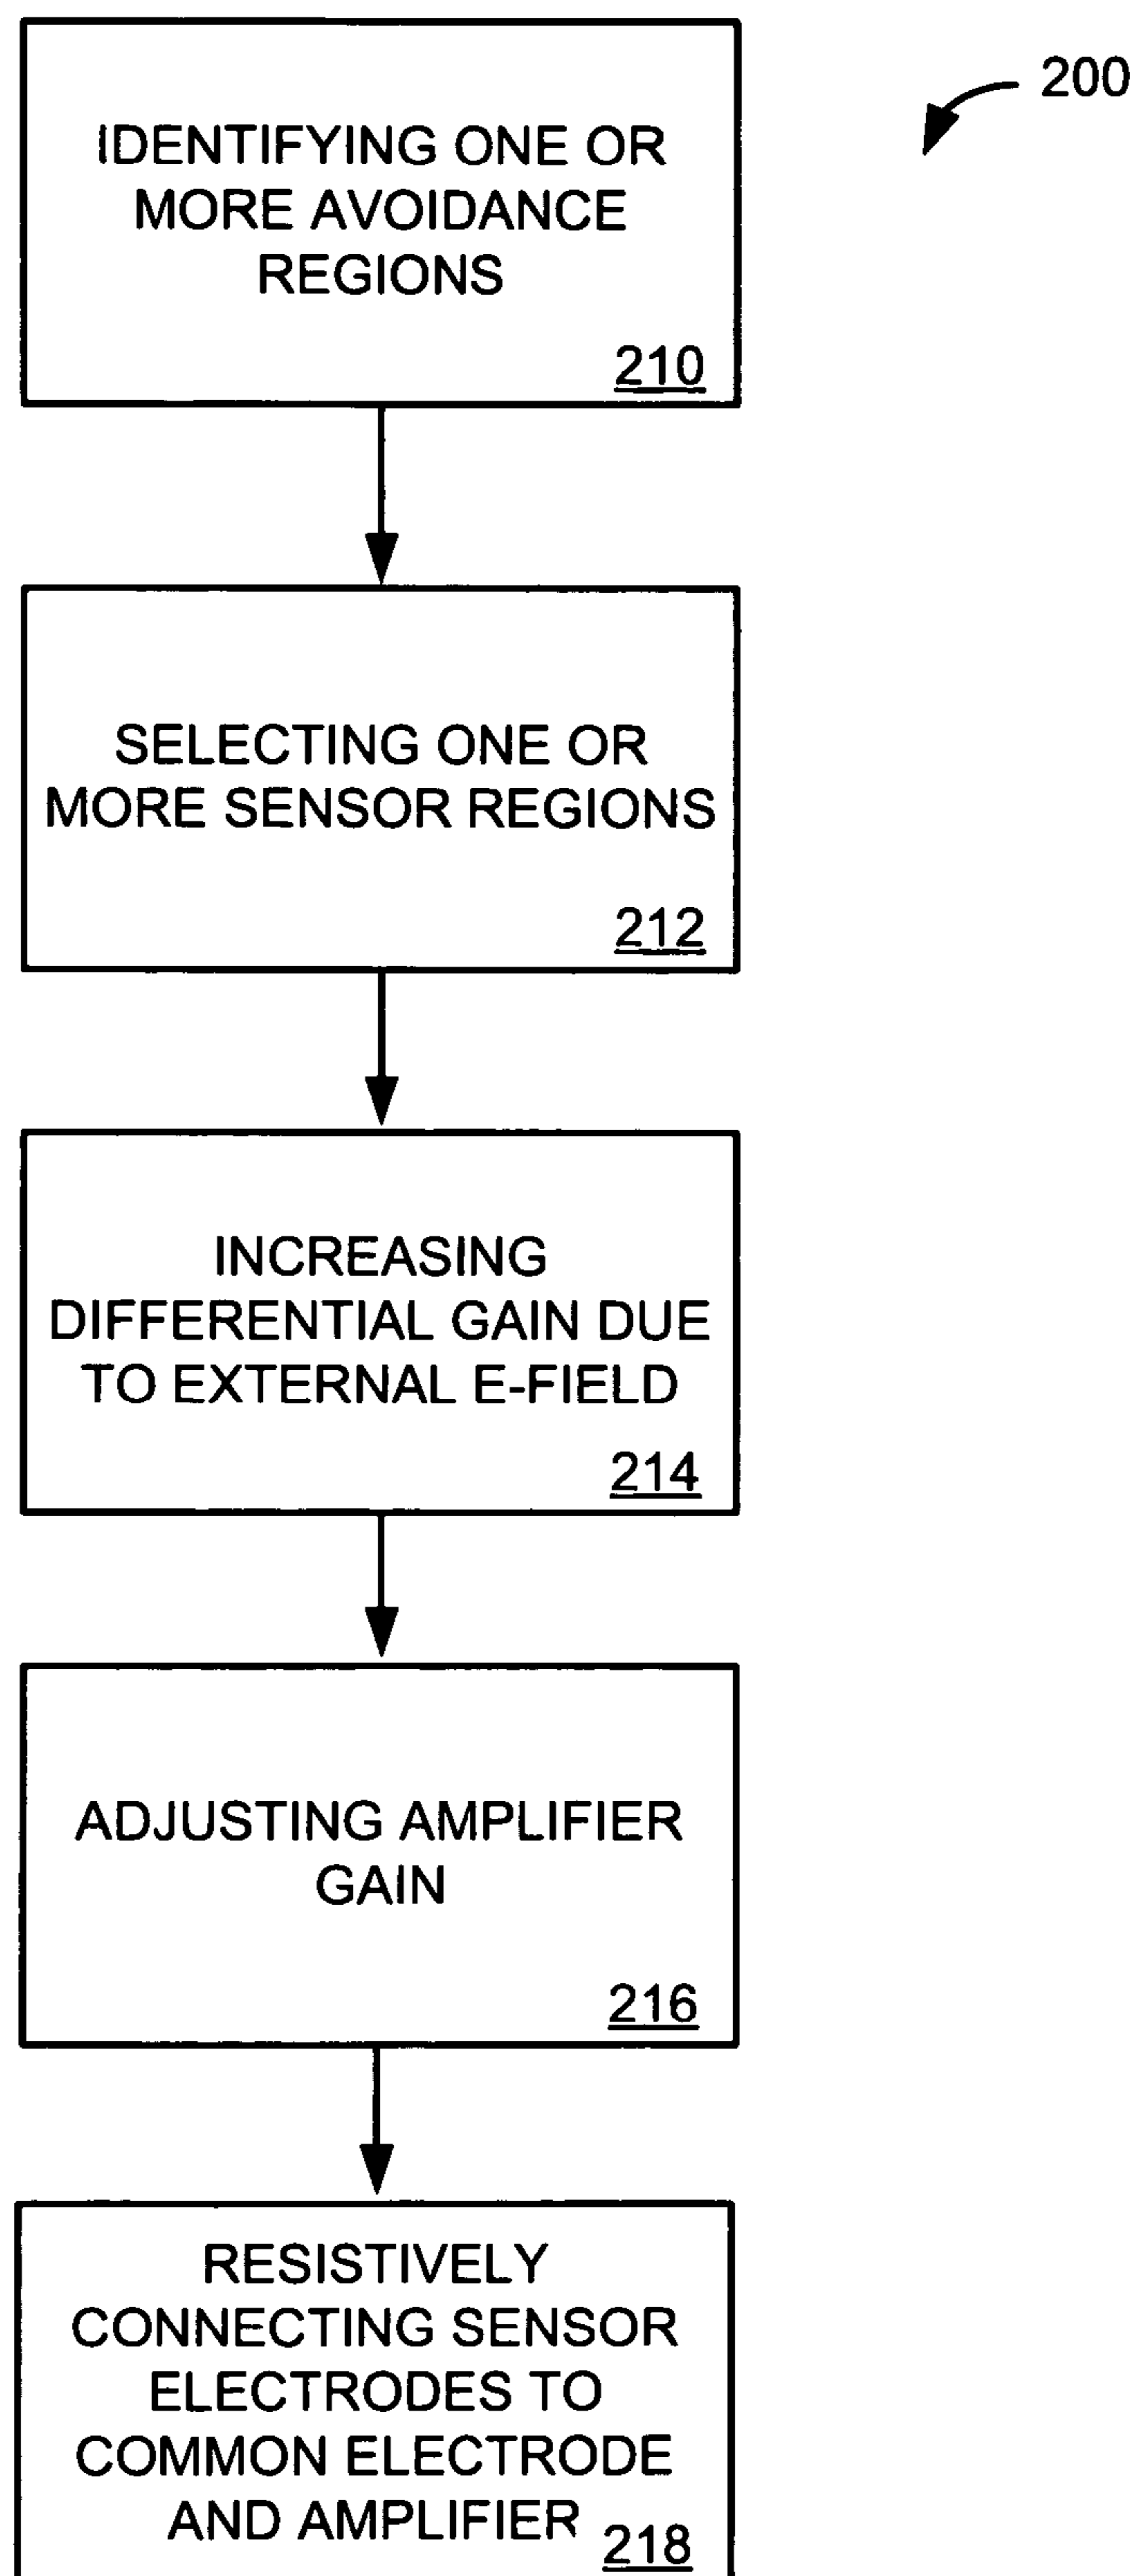 200
IDENTIFYING ONE OR
MORE AVOIDANCE
REGIONS
210
SELECTING ONE OR
MORE SENSOR REGIONS
212
INCREASING
DIFFERENTIAL GAIN DUE
TO EXTERNAL E-FIELD
214
ADJUSTING AMPLIFIER
GAIN
216
RESISTIVELY
CONNECTING SENSOR
ELECTRODES TO
COMMON ELECTRODE
AND AMPLIFIER
218